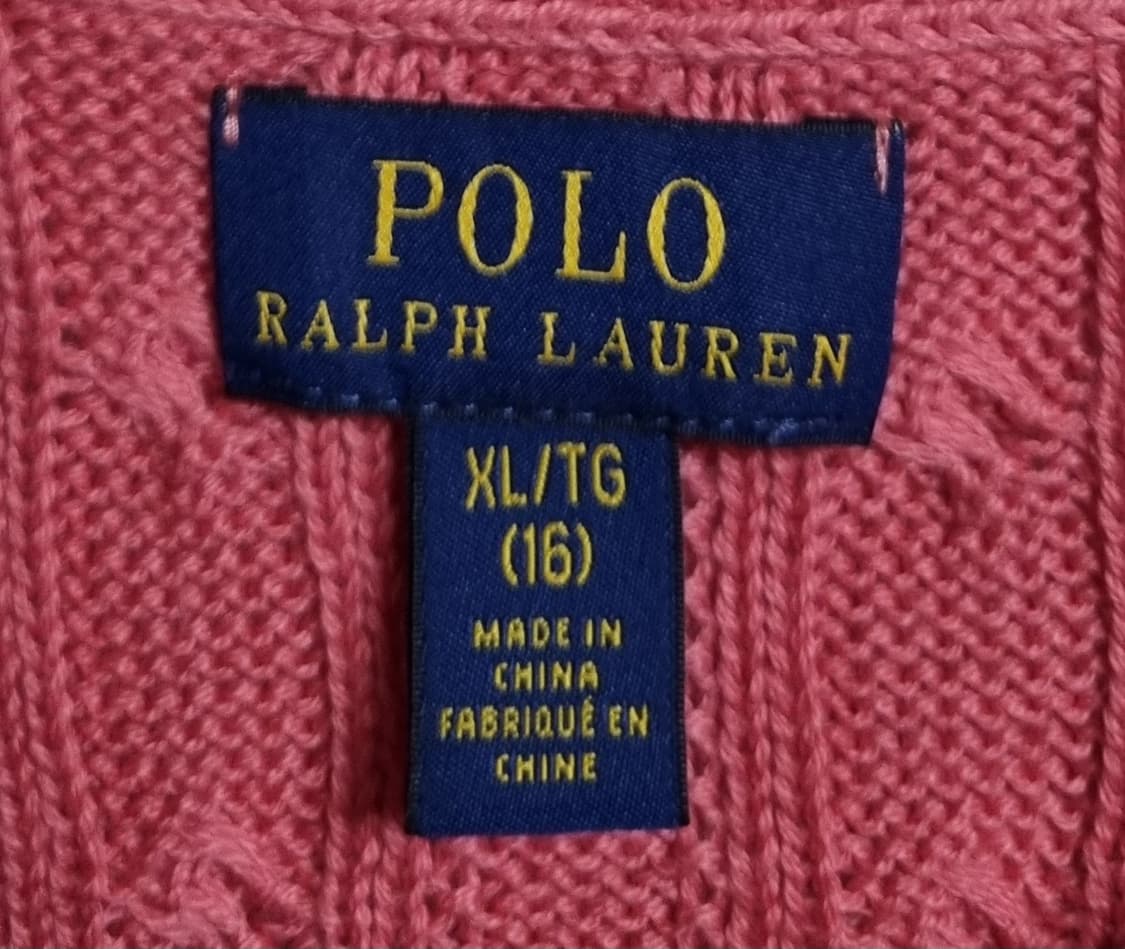 POLO
RALPH LAUREN
XL/TG
(16)
MADE IN
CHINA
FABRIQUÉ EN
CHINE